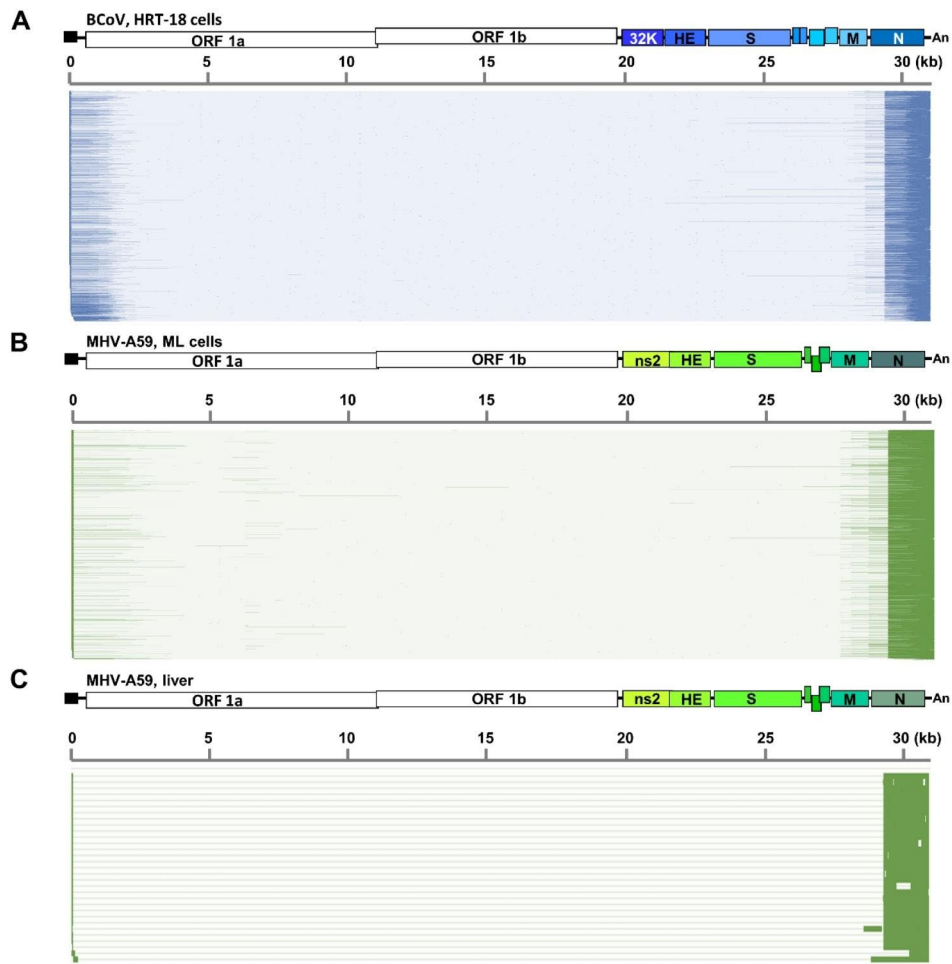 A
BCoV, HRT-18 cells
ORF 1a
ORF 1b
32K
HE
S
M
N
An
0 5 10 15 20 25 30 (kb)
B
MHV-A59, ML cells
ORF 1a
ORF 1b
ns2
HE
S
M
N
An
0 5 10 15 20 25 30 (kb)
C
MHV-A59, liver
ORF 1a
ORF 1b
ns2
HE
S
M
N
An
0 5 10 15 20 25 30 (kb)